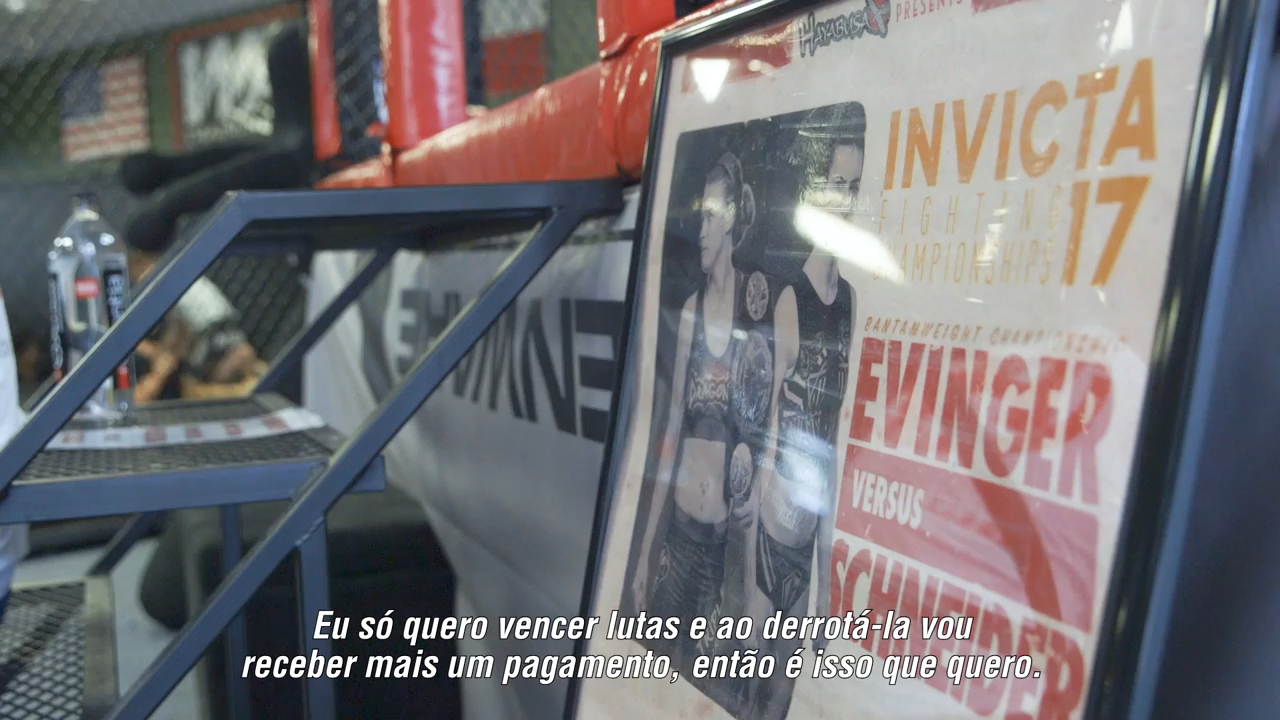 HAYABUSA PRESENTS
INVICTA
FIGHTING
CHAMPIONSHIPS
17
BANTAMWEIGHT CHAMPIONSHIP
EVINGER
VERSUS
SCHNEIDER
Eu só quero vencer lutas e ao derrotá-la vou
receber mais um pagamento, então é isso que quero.